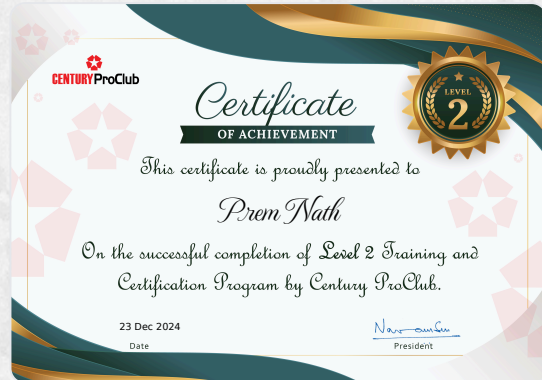 CENTURY ProClub
LEVEL
2
Certificate
OF ACHIEVEMENT
This certificate is proudly presented to
Prem Nath
On the successful completion of Level 2 Training and
Certification Program by Century ProClub.
23 Dec 2024
Date
President